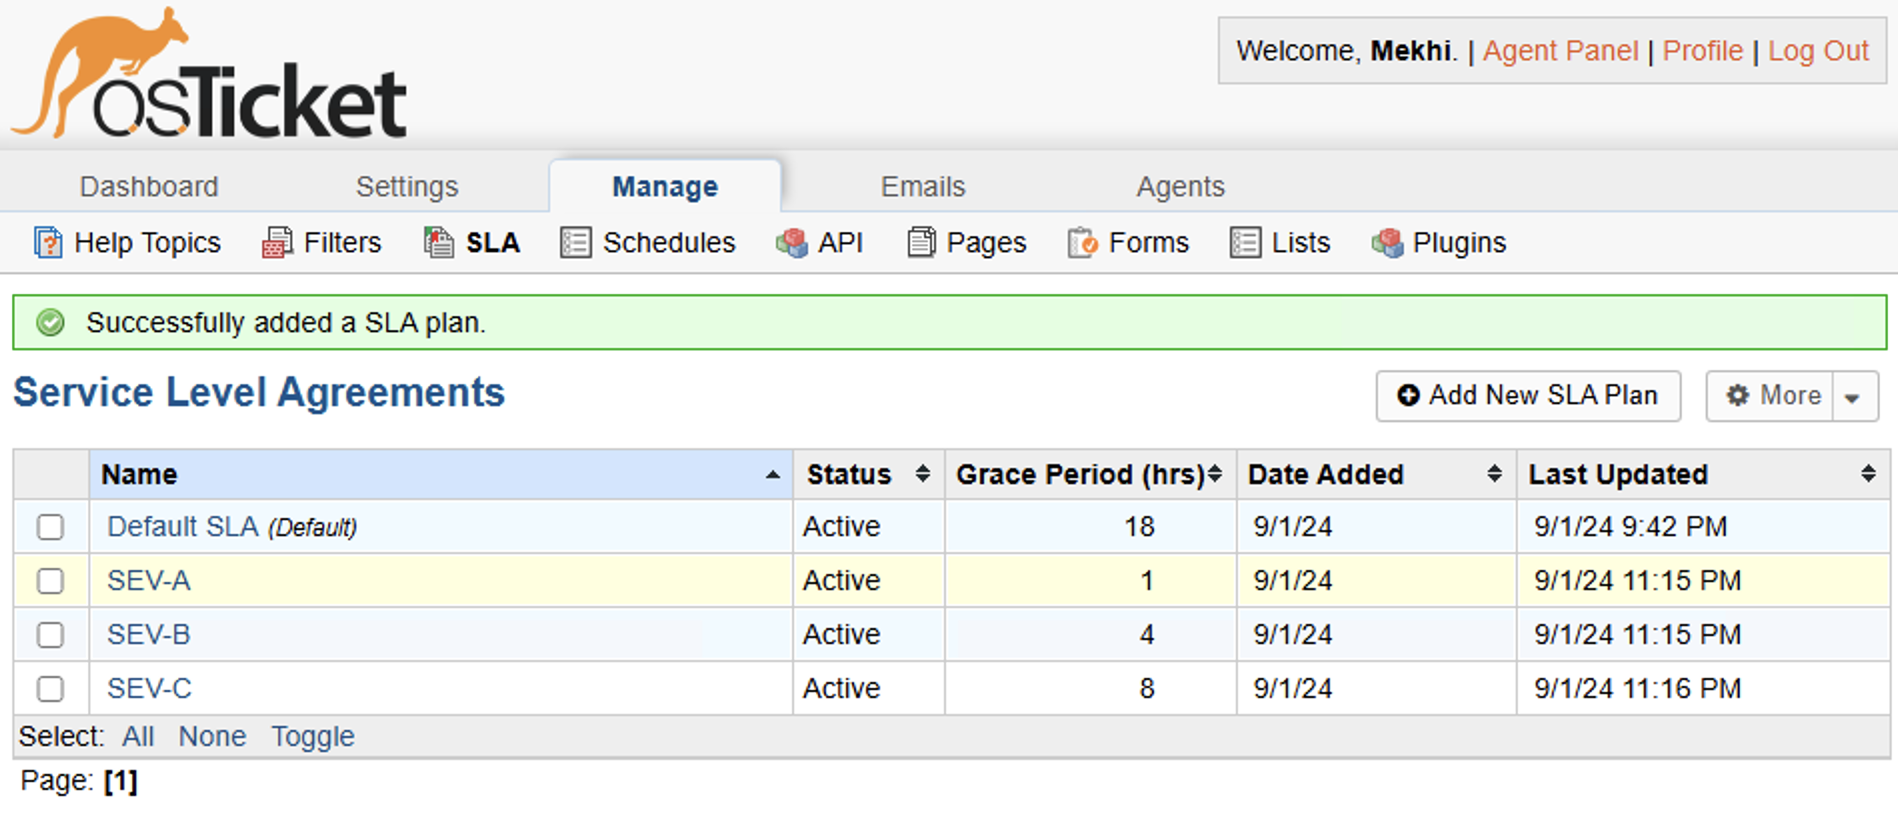 osTicket
Welcome, Mekhi. | Agent Panel | Profile | Log Out
Dashboard Settings Manage Emails Agents
Help Topics Filters SLA Schedules API Pages Forms Lists Plugins
Successfully added a SLA plan.
Service Level Agreements
Add New SLA Plan More
Name Status Grace Period (hrs) Date Added Last Updated
Default SLA (Default) Active 18 9/1/24 9/1/24 9:42 PM
SEV-A Active 1 9/1/24 9/1/24 11:15 PM
SEV-B Active 4 9/1/24 9/1/24 11:15 PM
SEV-C Active 8 9/1/24 9/1/24 11:16 PM
Select: All None Toggle
Page: [1]